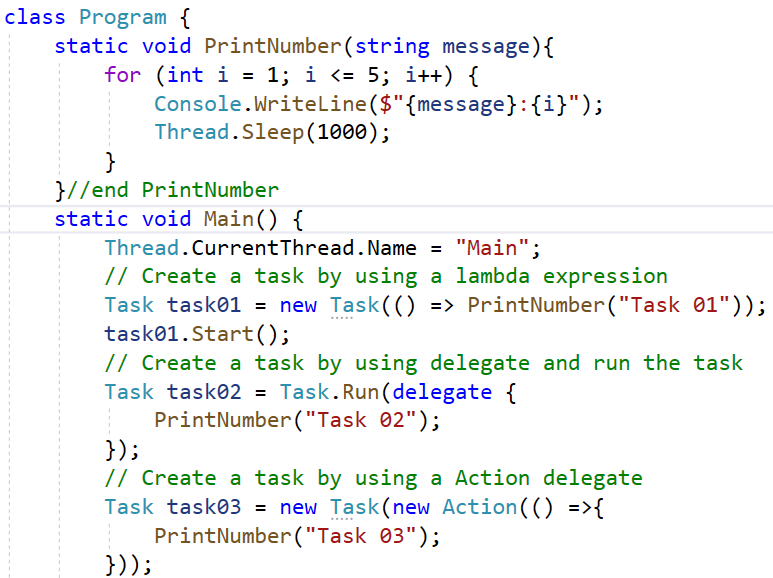 class Program {
    static void PrintNumber(string message){
        for (int i = 1; i <= 5; i++) {
            Console.WriteLine($"{message}:{i}");
            Thread.Sleep(1000);
        }
    }//end PrintNumber
    static void Main() {
        Thread.CurrentThread.Name = "Main";
        // Create a task by using a lambda expression
        Task task01 = new Task(() => PrintNumber("Task 01"));
        task01.Start();
        // Create a task by using delegate and run the task
        Task task02 = Task.Run(delegate {
            PrintNumber("Task 02");
        });
        // Create a task by using a Action delegate
        Task task03 = new Task(new Action(() =>{
            PrintNumber("Task 03");
        }));